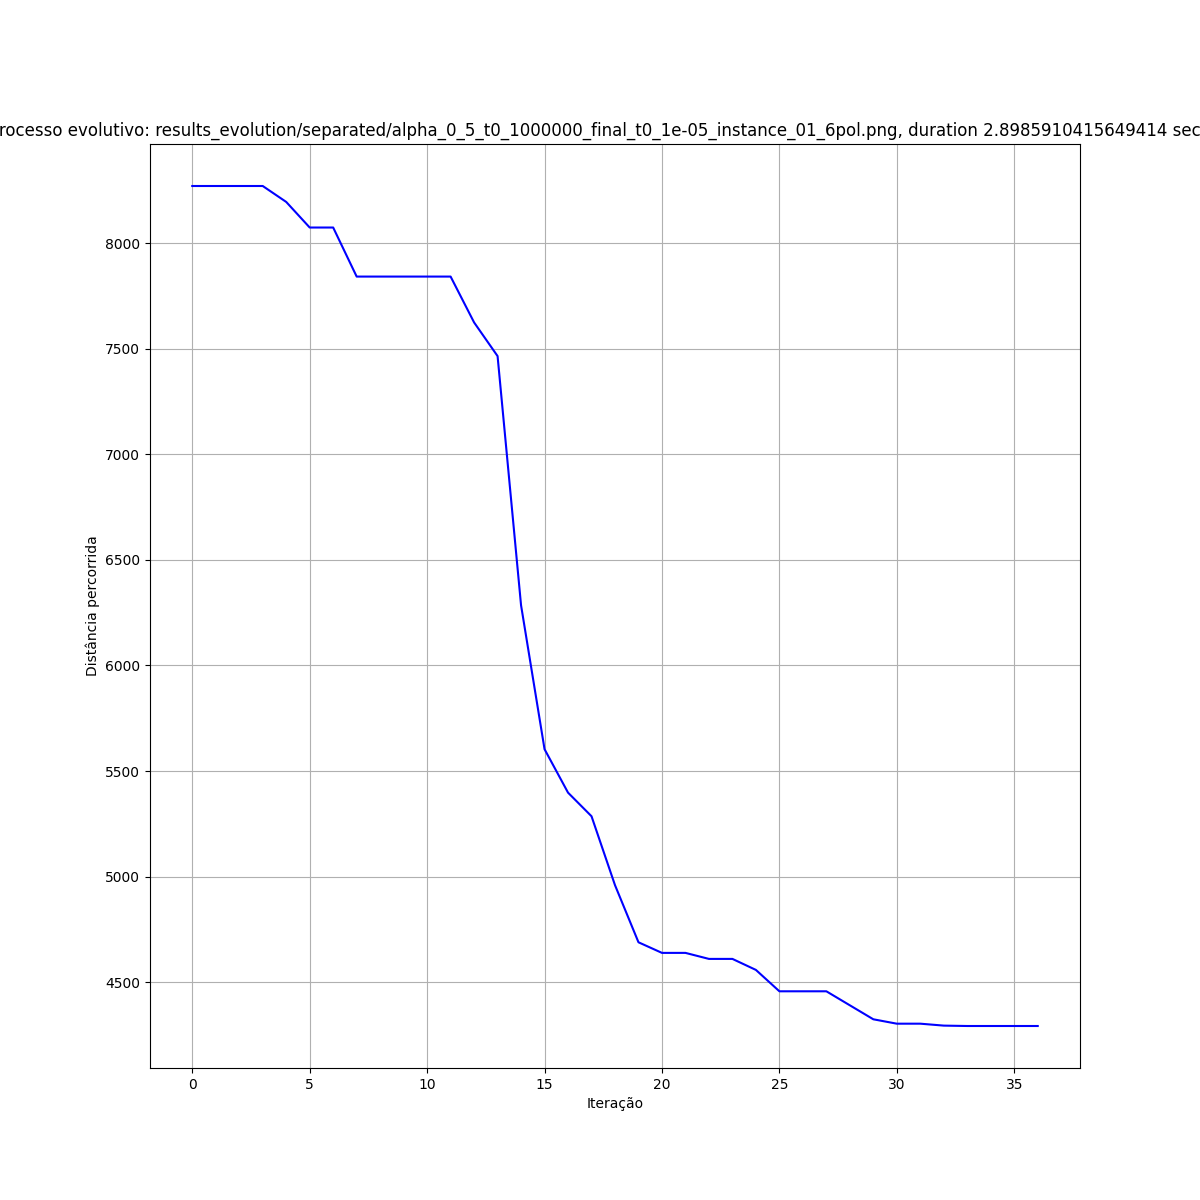 rocesso evolutivo: results_evolution/separated/alpha_0_5_t0_1000000_final_t0_1e-05_instance_01_6pol.png, duration 2.8985910415649414 sec
8000
7500
7000
6500
6000
5500
5000
4500
Distância percorrida
0 5 10 15 20 25 30 35
Iteração